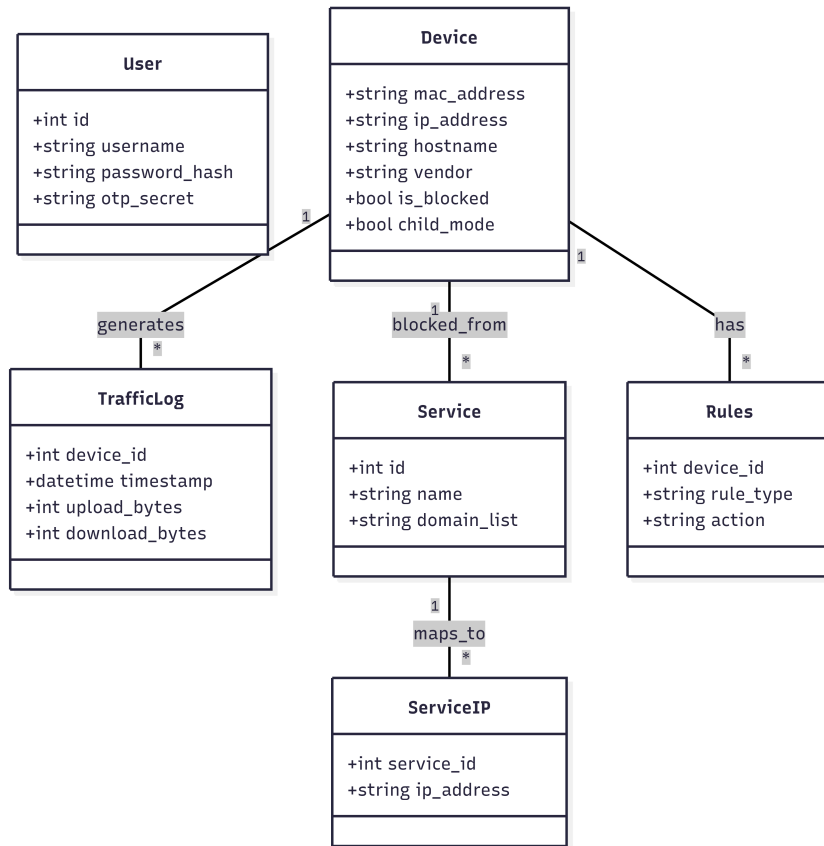 User
+int id
+string username
+string password_hash
+string otp_secret
Device
+string mac_address
+string ip_address
+string hostname
+string vendor
+bool is_blocked
+bool child_mode
1
generates
*
1
blocked_from
*
1
has
*
TrafficLog
+int device_id
+datetime timestamp
+int upload_bytes
+int download_bytes
Service
+int id
+string name
+string domain_list
Rules
+int device_id
+string rule_type
+string action
1
maps_to
*
ServiceIP
+int service_id
+string ip_address